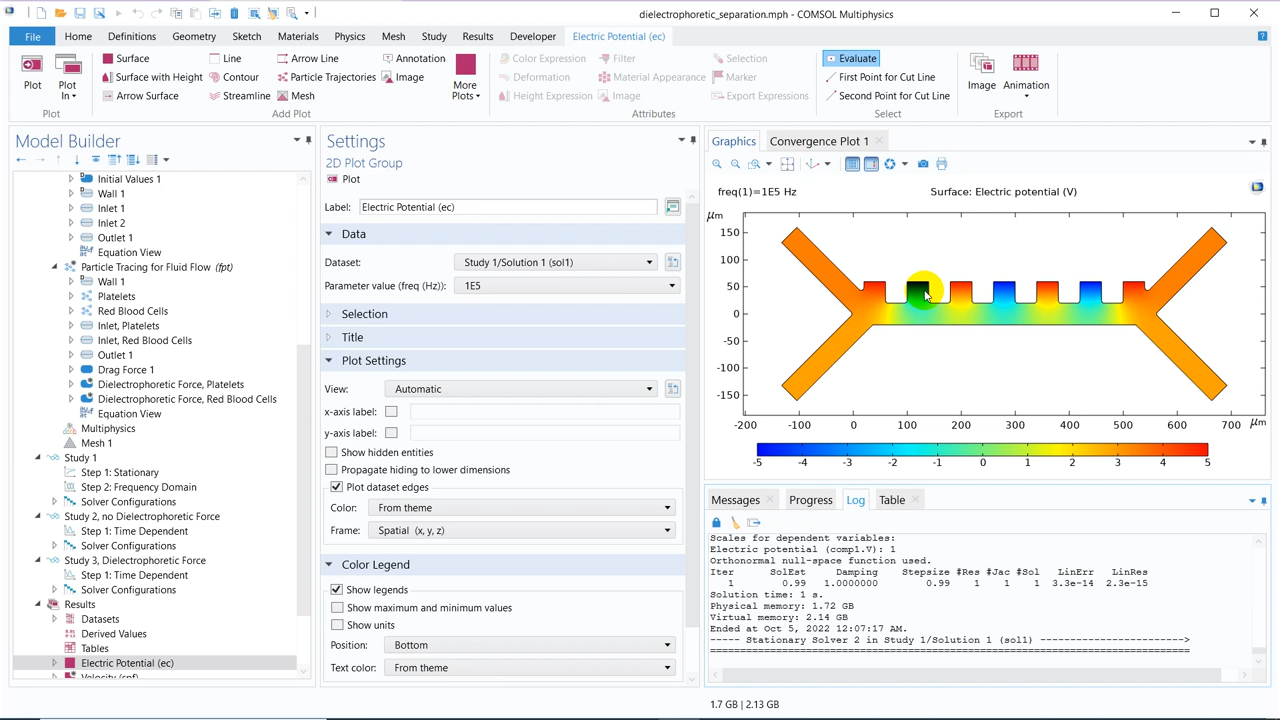 dielectrophoretic_separation.mph - COMSOL Multiphysics
File Home Definitions Geometry Sketch Materials Physics Mesh Study Results Developer Electric Potential (ec)
Surface Line Arrow Line Annotation Color Expression Filter Selection Evaluate
Surface with Height Contour Particle Trajectories Image Deformation Material Appearance Marker First Point for Cut Line
Plot Plot In Arrow Surface Streamline Mesh More Plots Height Expression Image Export Expressions Second Point for Cut Line Image Animation
Plot Add Plot Attributes Select Export
Model Builder
Initial Values 1
Wall 1
Inlet 1
Inlet 2
Outlet 1
Equation View
Particle Tracing for Fluid Flow (fpt)
Wall 1
Platelets
Red Blood Cells
Inlet, Platelets
Inlet, Red Blood Cells
Outlet 1
Drag Force 1
Dielectrophoretic Force, Platelets
Dielectrophoretic Force, Red Blood Cells
Equation View
Multiphysics
Mesh 1
Study 1
Step 1: Stationary
Step 2: Frequency Domain
Solver Configurations
Study 2, no Dielectrophoretic Force
Step 1: Time Dependent
Solver Configurations
Study 3, Dielectrophoretic Force
Step 1: Time Dependent
Solver Configurations
Results
Datasets
Derived Values
Tables
Electric Potential (ec)
Velocity (spf)
Settings
2D Plot Group
Plot
Label: Electric Potential (ec)
Data
Dataset: Study 1/Solution 1 (sol1)
Parameter value (freq (Hz)): 1E5
Selection
Title
Plot Settings
View: Automatic
x-axis label:
y-axis label:
Show hidden entities
Propagate hiding to lower dimensions
Plot dataset edges
Color: From theme
Frame: Spatial (x, y, z)
Color Legend
Show legends
Show maximum and minimum values
Show units
Position: Bottom
Text color: From theme
Graphics Convergence Plot 1
freq(1)=1E5 Hz Surface: Electric potential (V)
μm
150
100
50
0
-50
-100
-150
-200 -100 0 100 200 300 400 500 600 700 μm
-5 -4 -3 -2 -1 0 1 2 3 4 5
Messages Progress Log Table
Scales for dependent variables:
Electric potential (comp1.V): 1
Orthonormal null-space function used.
Iter SolEst Damping Stepsize #Res #Jac #Sol LinErr LinRes
1 0.99 1.0000000 0.99 1 1 1 3.3e-14 2.3e-15
Solution time: 1 s.
Physical memory: 1.72 GB
Virtual memory: 2.14 GB
Ended at Oct 5, 2022 12:07:17 AM.
----- Stationary Solver 2 in Study 1/Solution 1 (sol1) ------------------------>
================================================================================
1.7 GB | 2.13 GB